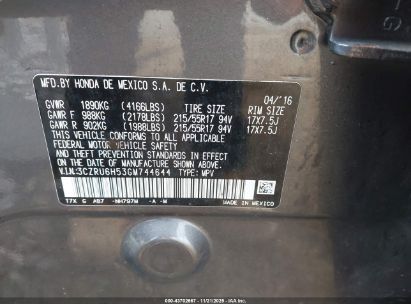 MFD.BY HONDA DE MEXICO S.A. DE C.V.
04/'16
GVWR 1890KG (4166LBS) TIRE SIZE RIM SIZE
GAWR F 988KG (2178LBS) 215/55R17 94V 17X7.5J
GAWR R 902KG (1988LBS) 215/55R17 94V 17X7.5J
THIS VEHICLE CONFORMS TO ALL APPLICABLE
FEDERAL MOTOR VEHICLE SAFETY AND
THEFT PREVENTION STANDARDS IN EFFECT ON THE
DATE OF MANUFACTURE SHOWN ABOVE.
V.I.N:3CZRU6H53GM744644 TYPE: MPV
T7X G AB7 -NH797M -A -M MADE IN MEXICO